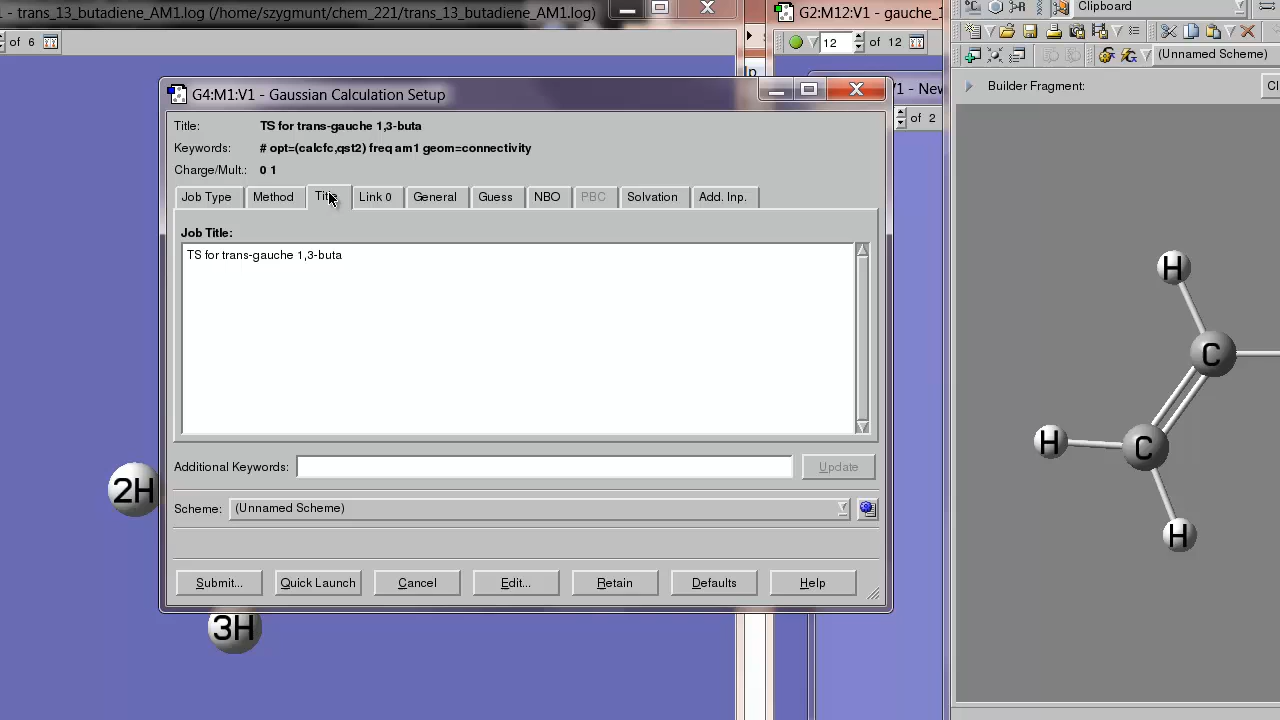 - trans_13_butadiene_AM1.log (/home/szygmunt/chem_221/trans_13_butadiene_AM1.log)
G2:M12:V1 - gauche_1
Clipboard
of 6
12 of 12
(Unnamed Scheme)
Builder Fragment:
V1 - New
of 2
G4:M1:V1 - Gaussian Calculation Setup
Title: TS for trans-gauche 1,3-buta
Keywords: # opt=(calcfc,qst2) freq am1 geom=connectivity
Charge/Mult.: 0 1
Job Type Method Title Link 0 General Guess NBO PBC Solvation Add. Inp.
Job Title:
TS for trans-gauche 1,3-buta
Additional Keywords: Update
Scheme: (Unnamed Scheme)
Submit... Quick Launch Cancel Edit... Retain Defaults Help
2H
3H
H
C
H
C
H